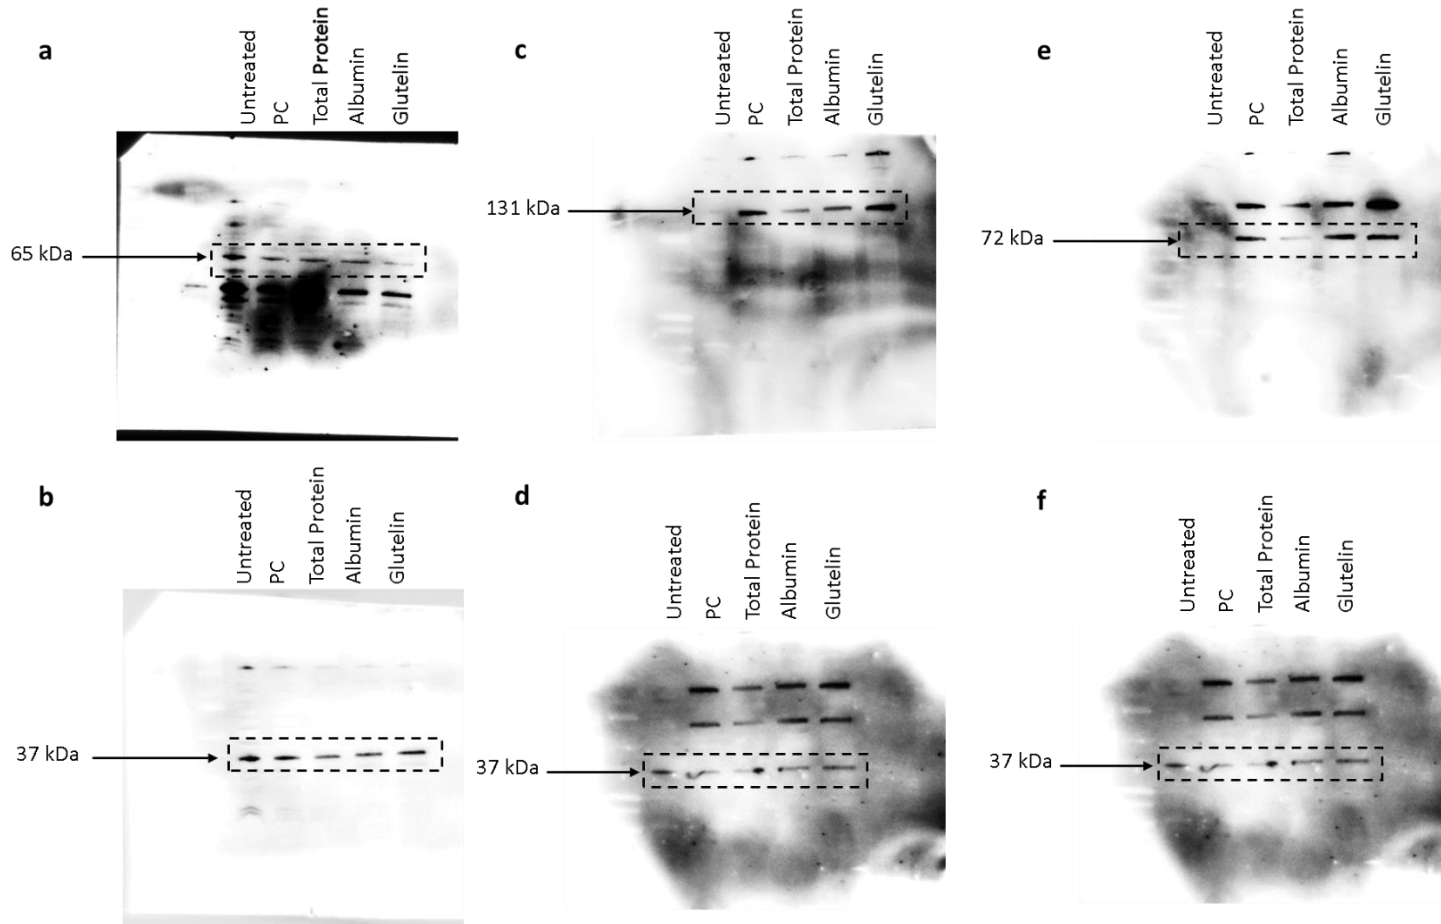 a
Untreated
PC
Total Protein
Albumin
Glutelin
65 kDa
c
Untreated
PC
Total Protein
Albumin
Glutelin
131 kDa
e
Untreated
PC
Total Protein
Albumin
Glutelin
72 kDa
b
Untreated
PC
Total Protein
Albumin
Glutelin
37 kDa
d
Untreated
PC
Total Protein
Albumin
Glutelin
37 kDa
f
Untreated
PC
Total Protein
Albumin
Glutelin
37 kDa